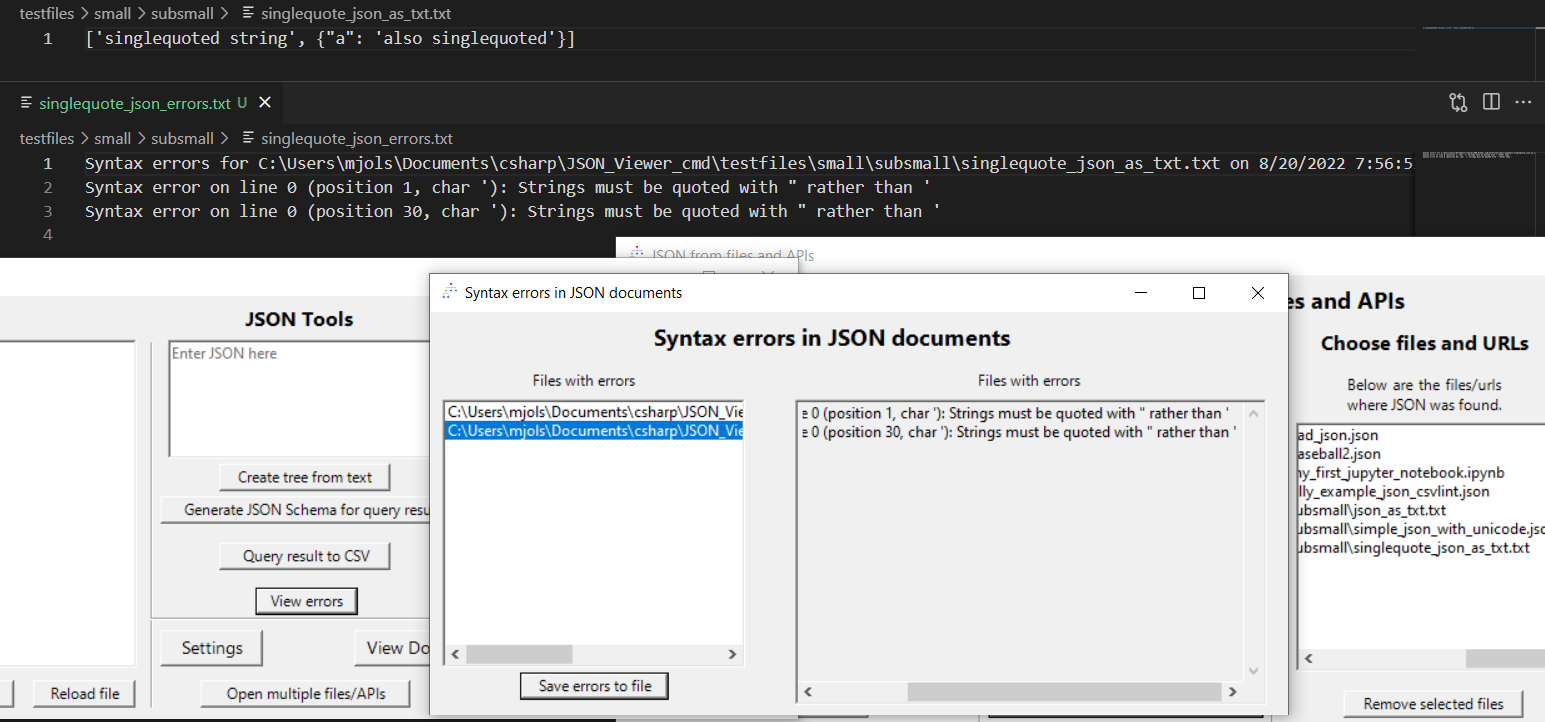 testfiles > small > subsmall > singlequote_json_as_txt.txt
1 ['singlequoted string', {"a": 'also singlequoted'}]
singlequote_json_errors.txt U
testfiles > small > subsmall > singlequote_json_errors.txt
1 Syntax errors for C:\Users\mjols\Documents\csharp\JSON_Viewer_cmd\testfiles\small\subsmall\singlequote_json_as_txt.txt on 8/20/2022 7:56:5
2 Syntax error on line 0 (position 1, char '): Strings must be quoted with " rather than '
3 Syntax error on line 0 (position 30, char '): Strings must be quoted with " rather than '
4
JSON from files and APIs
JSON Tools
Enter JSON here
Create tree from text
Generate JSON Schema for query resu
Query result to CSV
View errors
Settings
View Do
Reload file
Open multiple files/APIs
Syntax errors in JSON documents
Syntax errors in JSON documents
Files with errors
C:\Users\mjols\Documents\csharp\JSON_Vie
C:\Users\mjols\Documents\csharp\JSON_Vie
Save errors to file
Files with errors
e 0 (position 1, char '): Strings must be quoted with " rather than '
e 0 (position 30, char '): Strings must be quoted with " rather than '
es and APIs
Choose files and URLs
Below are the files/urls
where JSON was found.
ad_json.json
aseball2.json
ny_first_jupyter_notebook.ipynb
lly_example_json_csvlint.json
ubsmall\json_as_txt.txt
ubsmall\simple_json_with_unicode.jso
ubsmall\singlequote_json_as_txt.txt
Remove selected files